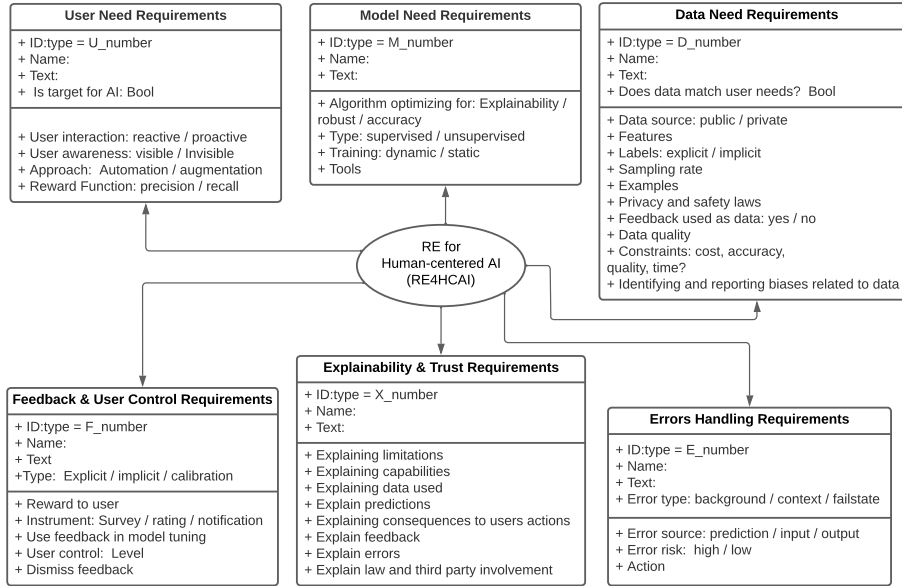 User Need Requirements
+ ID:type = U_number
+ Name:
+ Text:
+ Is target for AI: Bool
+ User interaction: reactive / proactive
+ User awareness: visible / Invisible
+ Approach: Automation / augmentation
+ Reward Function: precision / recall
Model Need Requirements
+ ID:type = M_number
+ Name:
+ Text:
+ Algorithm optimizing for: Explainability /
robust / accuracy
+ Type: supervised / unsupervised
+ Training: dynamic / static
+ Tools
Data Need Requirements
+ ID:type = D_number
+ Name:
+ Text:
+ Does data match user needs? Bool
+ Data source: public / private
+ Features
+ Labels: explicit / implicit
+ Sampling rate
+ Examples
+ Privacy and safety laws
+ Feedback used as data: yes / no
+ Data quality
+ Constraints: cost, accuracy,
quality, time?
+ Identifying and reporting biases related to data
RE for
Human-centered AI
(RE4HCAI)
Feedback & User Control Requirements
+ ID:type = F_number
+ Name:
+ Text
+Type: Explicit / implicit / calibration
+ Reward to user
+ Instrument: Survey / rating / notification
+ Use feedback in model tuning
+ User control: Level
+ Dismiss feedback
Explainability & Trust Requirements
+ ID:type = X_number
+ Name:
+ Text:
+ Explaining limitations
+ Explaining capabilities
+ Explaining data used
+ Explain predictions
+ Explaining consequences to users actions
+ Explain feedback
+ Explain errors
+ Explain law and third party involvement
Errors Handling Requirements
+ ID:type = E_number
+ Name:
+ Text:
+ Error type: background / context / failstate
+ Error source: prediction / input / output
+ Error risk: high / low
+ Action